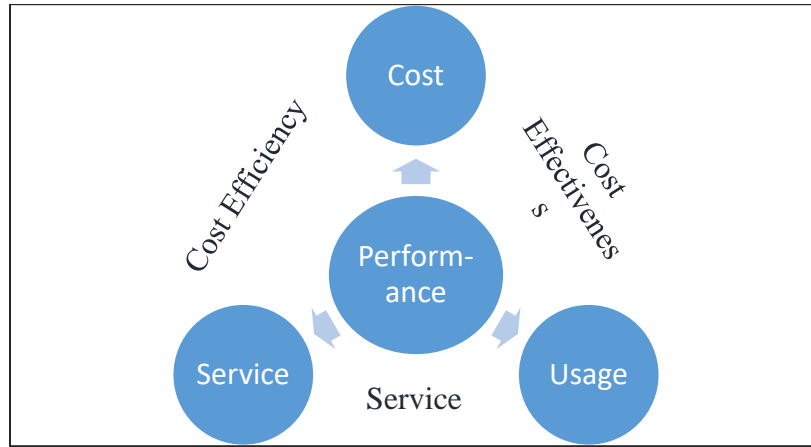 Cost
Cost Efficiency
Cost
Effectivenes
s
Perform-
ance
Service
Usage
Service